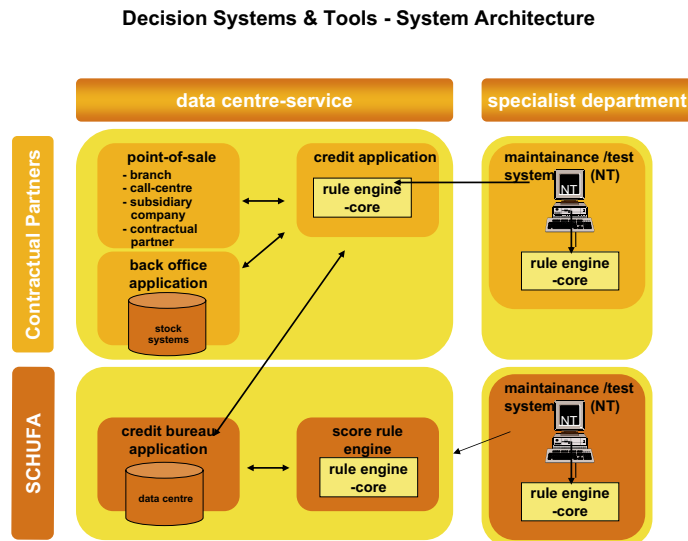 Decision Systems & Tools - System Architecture
data centre-service
specialist department
Contractual Partners
point-of-sale
- branch
- call-centre
- subsidiary
company
- contractual
partner
credit application
rule engine
-core
maintainance /test
system (NT)
NT
rule engine
-core
back office
application
stock
systems
SCHUFA
credit bureau
application
data centre
score rule
engine
rule engine
-core
maintainance /test
system (NT)
NT
rule engine
-core